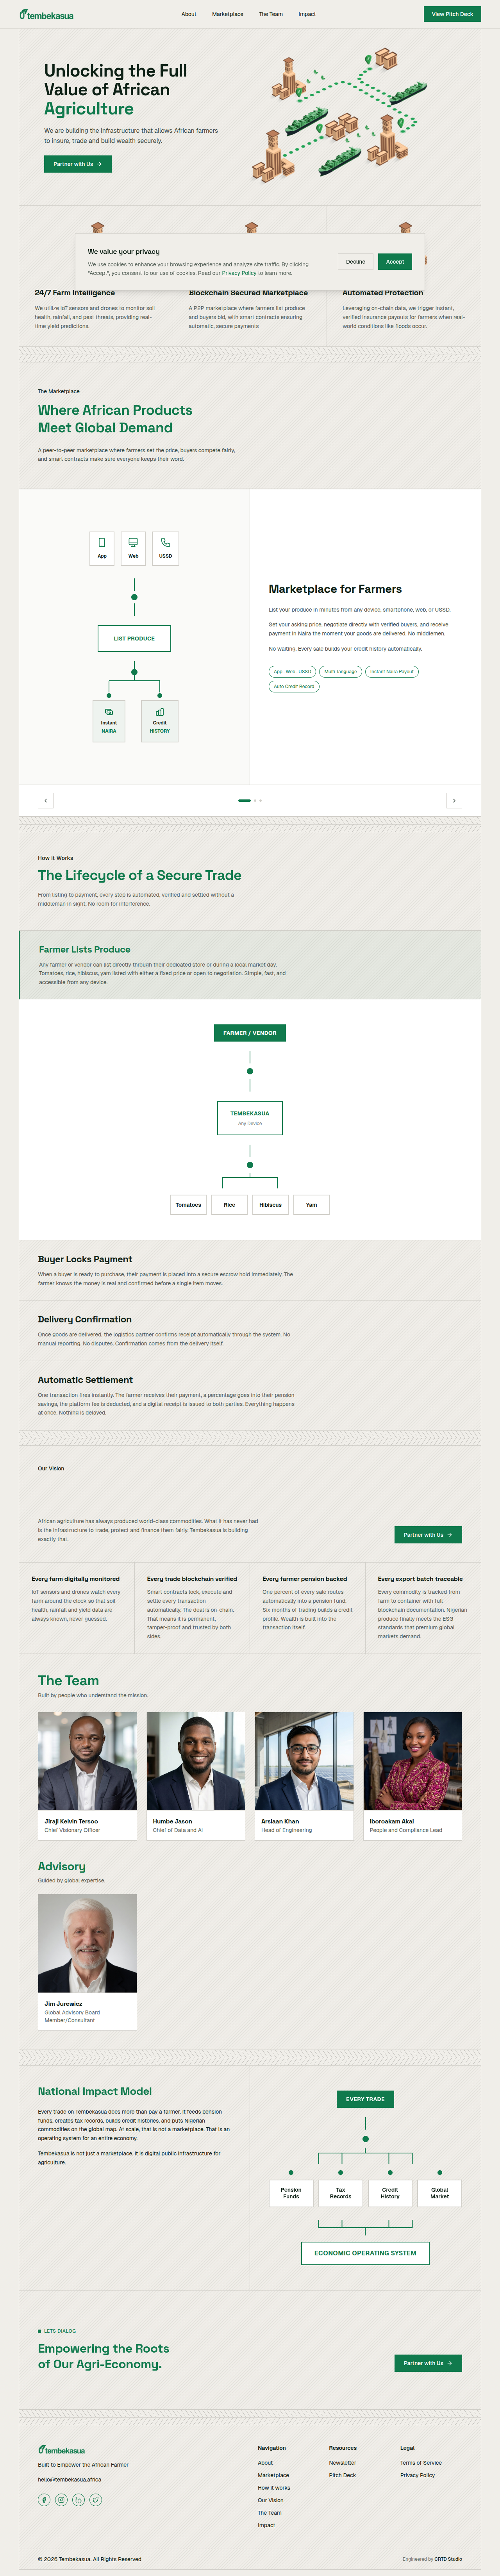 tembekasua
About
Marketplace
The Team
Impact
View Pitch Deck
Unlocking the Full
Value of African
Agriculture
We are building the infrastructure that allows African farmers
to insure, trade and build wealth securely.
Partner with Us →
We value your privacy
We use cookies to enhance your browsing experience and analyze site traffic. By clicking
"Accept", you consent to our use of cookies. Read our Privacy Policy to learn more.
Decline
Accept
24/7 Farm Intelligence
We utilize IoT sensors and drones to monitor soil
health, rainfall, and pest threats, providing real-
time yield predictions.
Blockchain Secured Marketplace
A P2P marketplace where farmers list produce
and buyers bid, with smart contracts ensuring
automatic, secure payments
Automated Protection
Leveraging on-chain data, we trigger instant,
verified insurance payouts for farmers when real-
world conditions like floods occur.
The Marketplace
Where African Products
Meet Global Demand
A peer-to-peer marketplace where farmers set the price, buyers compete fairly,
and smart contracts make sure everyone keeps their word.
App
Web
USSD
LIST PRODUCE
Instant
NAIRA
Credit
HISTORY
Marketplace for Farmers
List your produce in minutes from any device, smartphone, web, or USSD.
Set your asking price, negotiate directly with verified buyers, and receive
payment in Naira the moment your goods are delivered. No middlemen.
No waiting. Every sale builds your credit history automatically.
App . Web . USSD
Multi-language
Instant Naira Payout
Auto Credit Record
How it Works
The Lifecycle of a Secure Trade
From listing to payment, every step is automated, verified and settled without a
middleman in sight. No room for interference.
Farmer Lists Produce
Any farmer or vendor can list directly through their dedicated store or during a local market day.
Tomatoes, rice, hibiscus, yarn listed with either a fixed price or open to negotiation. Simple, fast, and
accessible from any device.
FARMER / VENDOR
TEMBEKASUA
Any Device
Tomatoes
Rice
Hibiscus
Yam
Buyer Locks Payment
When a buyer is ready to purchase, their payment is placed into a secure escrow hold immediately. The
farmer knows the money is real and confirmed before a single item moves.
Delivery Confirmation
Once goods are delivered, the logistics partner confirms receipt automatically through the system. No
manual reporting. No disputes. Confirmation comes from the delivery itself.
Automatic Settlement
One transaction fires instantly. The farmer receives their payment, a percentage goes into their pension
savings, the platform fee is deducted, and a digital receipt is issued to both parties. Everything happens
at once. Nothing is delayed.
Our Vision
African agriculture has always produced world-class commodities. What it has never had
is the infrastructure to trade, protect and finance them fairly. Tembekasua is building
exactly that.
Partner with Us →
Every farm digitally monitored
IoT sensors and drones watch every
farm around the clock so that soil
health, rainfall and yield data are
always known, never guessed.
Every trade blockchain verified
Smart contracts lock, execute and
settle every transaction
automatically. The deal is on-chain.
That means it is permanent,
tamper-proof and trusted by both
sides.
Every farmer pension backed
One percent of every sale routes
automatically into a pension fund.
Six months of trading builds a credit
profile. Wealth is built into the
transaction itself.
Every export batch traceable
Every commodity is tracked from
farm to container with full
blockchain documentation. Nigerian
produce finally meets the ESG
standards that premium global
markets demand.
The Team
Built by people who understand the mission.
Jiraji Kelvin Tersoo
Chief Visionary Officer
Humbe Jason
Chief of Data and AI
Arslaan Khan
Head of Engineering
Iboroakam Akai
People and Compliance Lead
Advisory
Guided by global expertise.
Jim Jurewicz
Global Advisory Board
Member/Consultant
National Impact Model
Every trade on Tembekasua does more than pay a farmer. It feeds pension
funds, creates tax records, builds credit histories, and puts Nigerian
commodities on the global map. At scale, that is not a marketplace. That is an
operating system for an entire economy.
Tembekasua is not just a marketplace. It is digital public infrastructure for
agriculture.
EVERY TRADE
Pension
Funds
Tax
Records
Credit
History
Global
Market
ECONOMIC OPERATING SYSTEM
LETS DIALOG
Empowering the Roots
of Our Agri-Economy.
Partner with Us →
tembekasua
Built to Empower the African Farmer
hello@tembekasua.africa
Navigation
About
Marketplace
How it works
Our Vision
The Team
Impact
Resources
Newsletter
Pitch Deck
Legal
Terms of Service
Privacy Policy
© 2026 Tembekasua. All Rights Reserved
Engineered by CRTD Studio